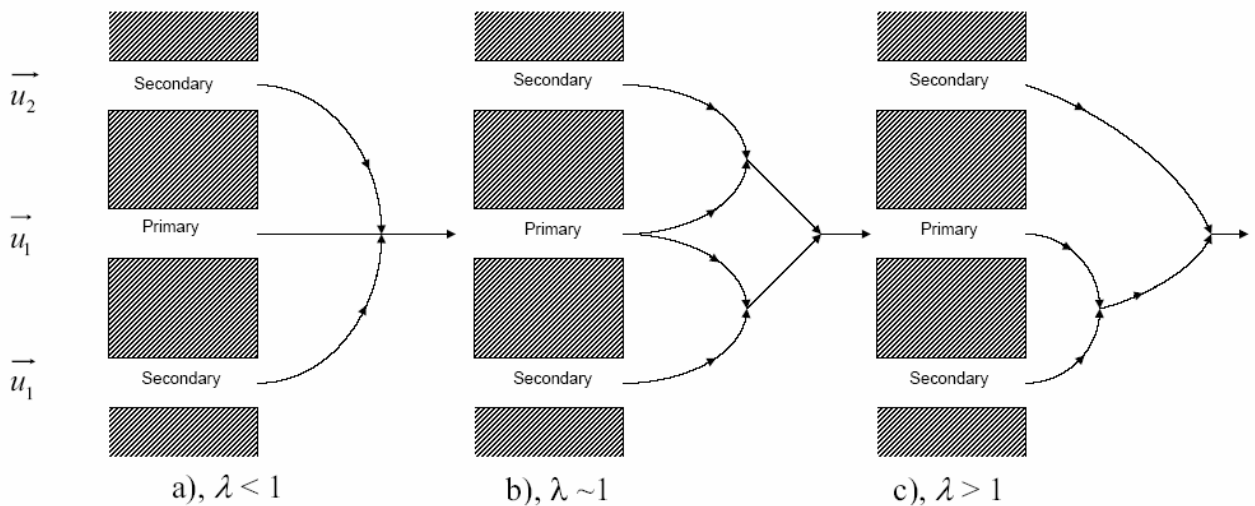 Secondary Secondary Secondary
u₂
Primary Primary Primary
u₁
Secondary Secondary Secondary
u₁
a), λ < 1 b), λ ~1 c), λ > 1